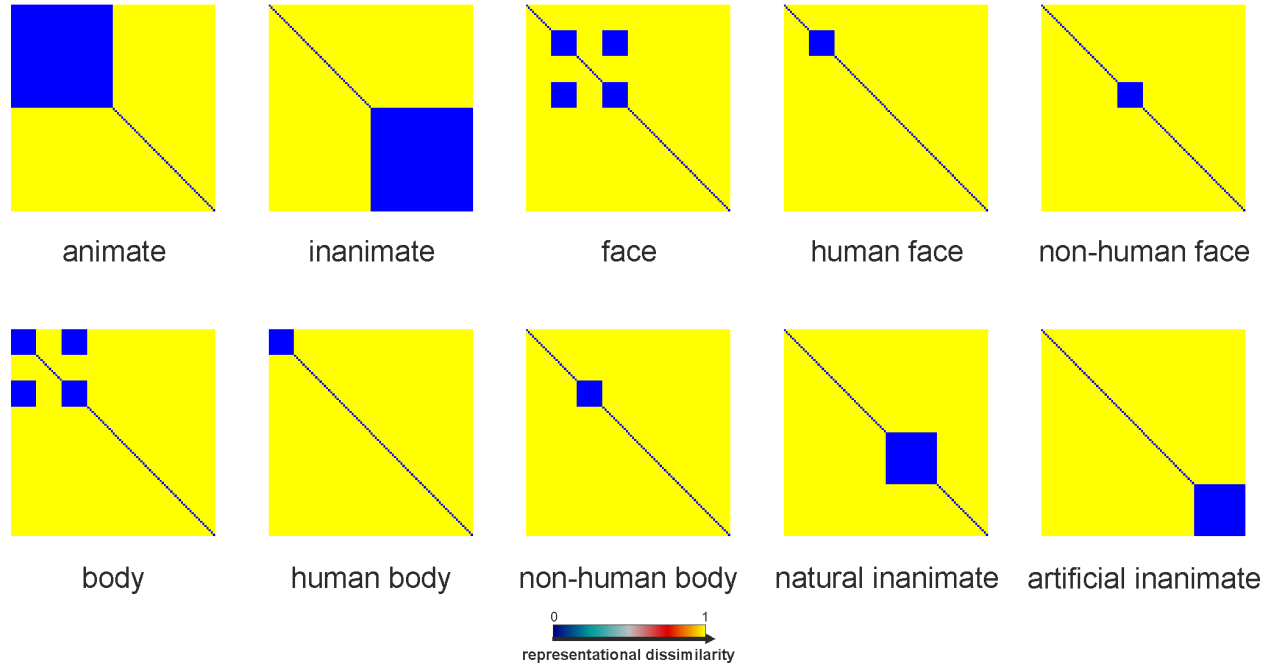 animate inanimate face human face non-human face
body human body non-human body natural inanimate artificial inanimate
0 1
representational dissimilarity